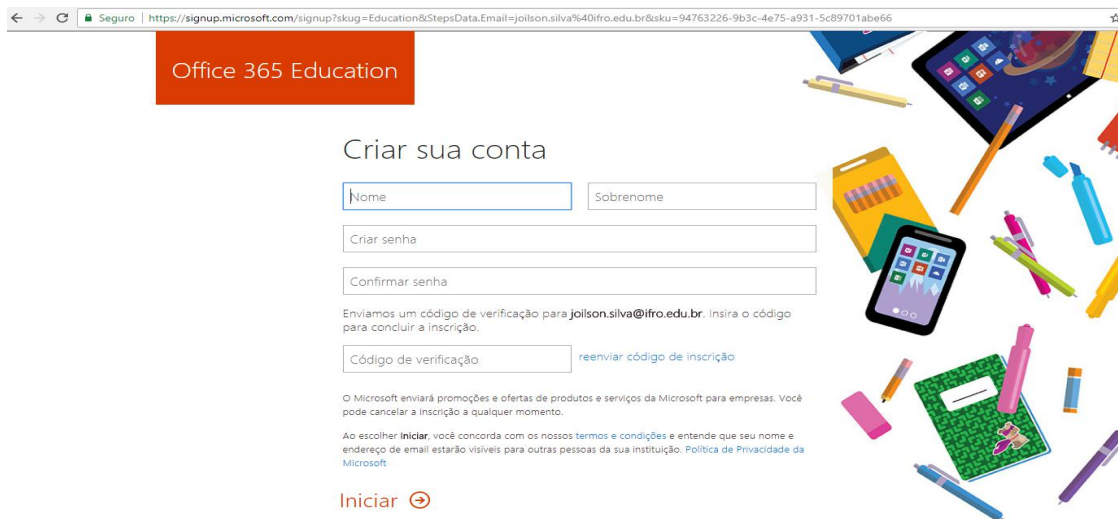 Seguro | https://signup.microsoft.com/signup?skug=Education&StepsData.Email=joilson.silva%40ifro.edu.br&sku=94763226-9b3c-4e75-a931-5c89701abe66
Office 365 Education
Criar sua conta
Nome Sobrenome
Criar senha
Confirmar senha
Enviamos um código de verificação para joilson.silva@ifro.edu.br. Insira o código
para concluir a inscrição.
Código de verificação reenviar código de inscrição
O Microsoft enviará promoções e ofertas de produtos e serviços da Microsoft para empresas. Você
pode cancelar a inscrição a qualquer momento.
Ao escolher Iniciar, você concorda com os nossos termos e condições e entende que seu nome e
endereço de email estarão visíveis para outras pessoas da sua instituição. Política de Privacidade da
Microsoft
Iniciar